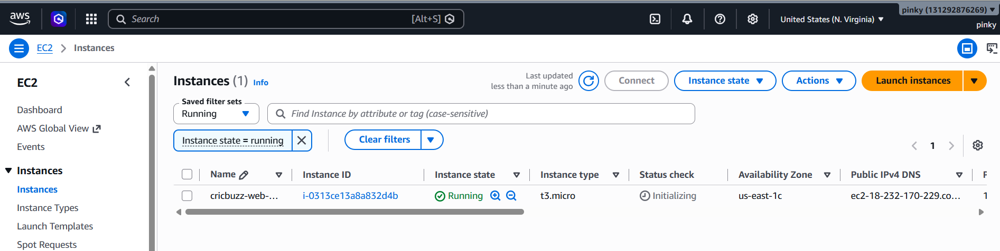 aws
Search [Alt+S]
United States (N. Virginia)
pinky (131292876269)
pinky
EC2 Instances
EC2
Dashboard
AWS Global View
Events
Instances
Instances
Instance Types
Launch Templates
Spot Requests
Instances (1) Info
Last updated
less than a minute ago
Connect
Instance state
Actions
Launch instances
Saved filter sets
Running
Find Instance by attribute or tag (case-sensitive)
Instance state = running
Clear filters
1
Name Instance ID Instance state Instance type Status check Availability Zone Public IPv4 DNS
cricbuzz-web-... i-0313ce13a8a832d4b Running t3.micro Initializing us-east-1c ec2-18-232-170-229.co... 1